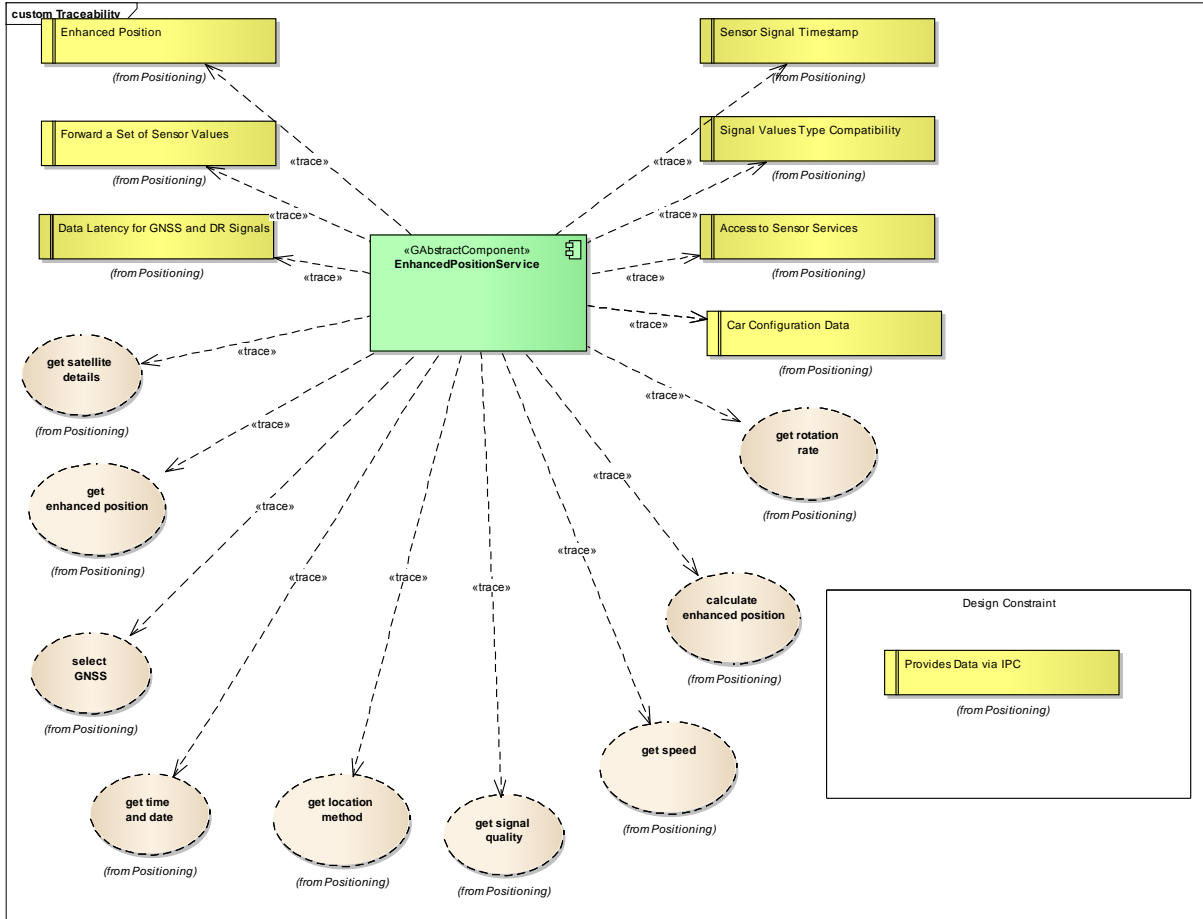 custom Traceability
Enhanced Position
(from Positioning)
Sensor Signal Timestamp
(from Positioning)
Forward a Set of Sensor Values
(from Positioning)
Signal Values Type Compatibility
(from Positioning)
«trace»
«trace»
Data Latency for GNSS and DR Signals
(from Positioning)
«trace»
«trace»
Access to Sensor Services
(from Positioning)
«GAbstractComponent»
EnhancedPositionService
«trace»
«trace»
Car Configuration Data
(from Positioning)
«trace»
get satellite
details
(from Positioning)
«trace»
«trace»
get rotation
rate
(from Positioning)
«trace»
get
enhanced position
(from Positioning)
«trace»
«trace»
«trace»
«trace»
«trace»
«trace»
«trace»
calculate
enhanced position
(from Positioning)
Design Constraint
Provides Data via IPC
(from Positioning)
select
GNSS
(from Positioning)
get speed
(from Positioning)
get time
and date
(from Positioning)
get location
method
(from Positioning)
get signal
quality
(from Positioning)